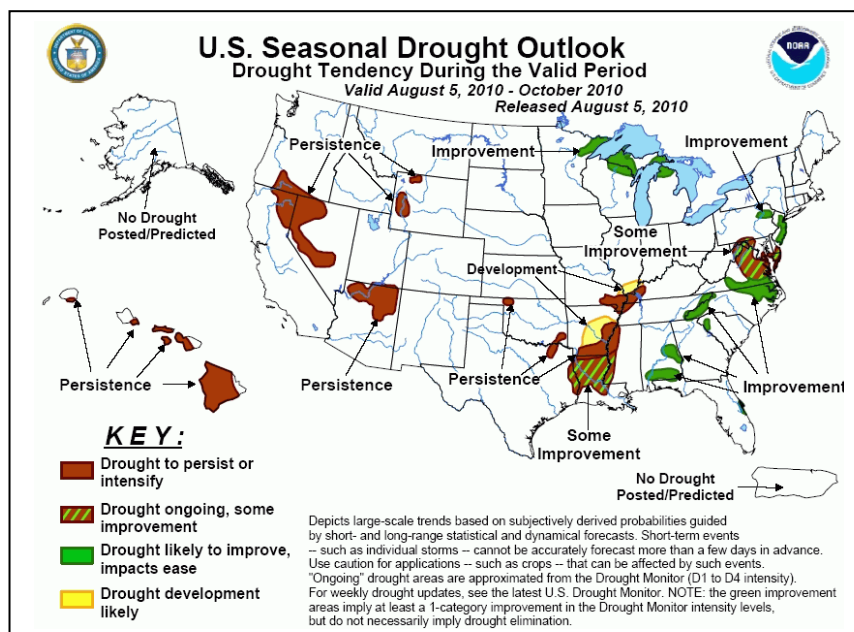 U.S. Seasonal Drought Outlook
Drought Tendency During the Valid Period
Valid August 5, 2010 - October 2010
Released August 5, 2010
NOAA
Persistence
Improvement
Improvement
No Drought
Posted/Predicted
Some
Improvement
Development
Persistence
Persistence
Persistence
Improvement
Some
Improvement
No Drought
Posted/Predicted
KEY:
Drought to persist or
intensify
Drought ongoing, some
improvement
Drought likely to improve,
impacts ease
Drought development
likely
Depicts large-scale trends based on subjectively derived probabilities guided
by short- and long-range statistical and dynamical forecasts. Short-term events
-- such as individual storms -- cannot be accurately forecast more than a few days in advance.
Use caution for applications -- such as crops -- that can be affected by such events.
"Ongoing" drought areas are approximated from the Drought Monitor (D1 to D4 intensity).
For weekly drought updates, see the latest U.S. Drought Monitor. NOTE: the green improvement
areas imply at least a 1-category improvement in the Drought Monitor intensity levels,
but do not necessarily imply drought elimination.